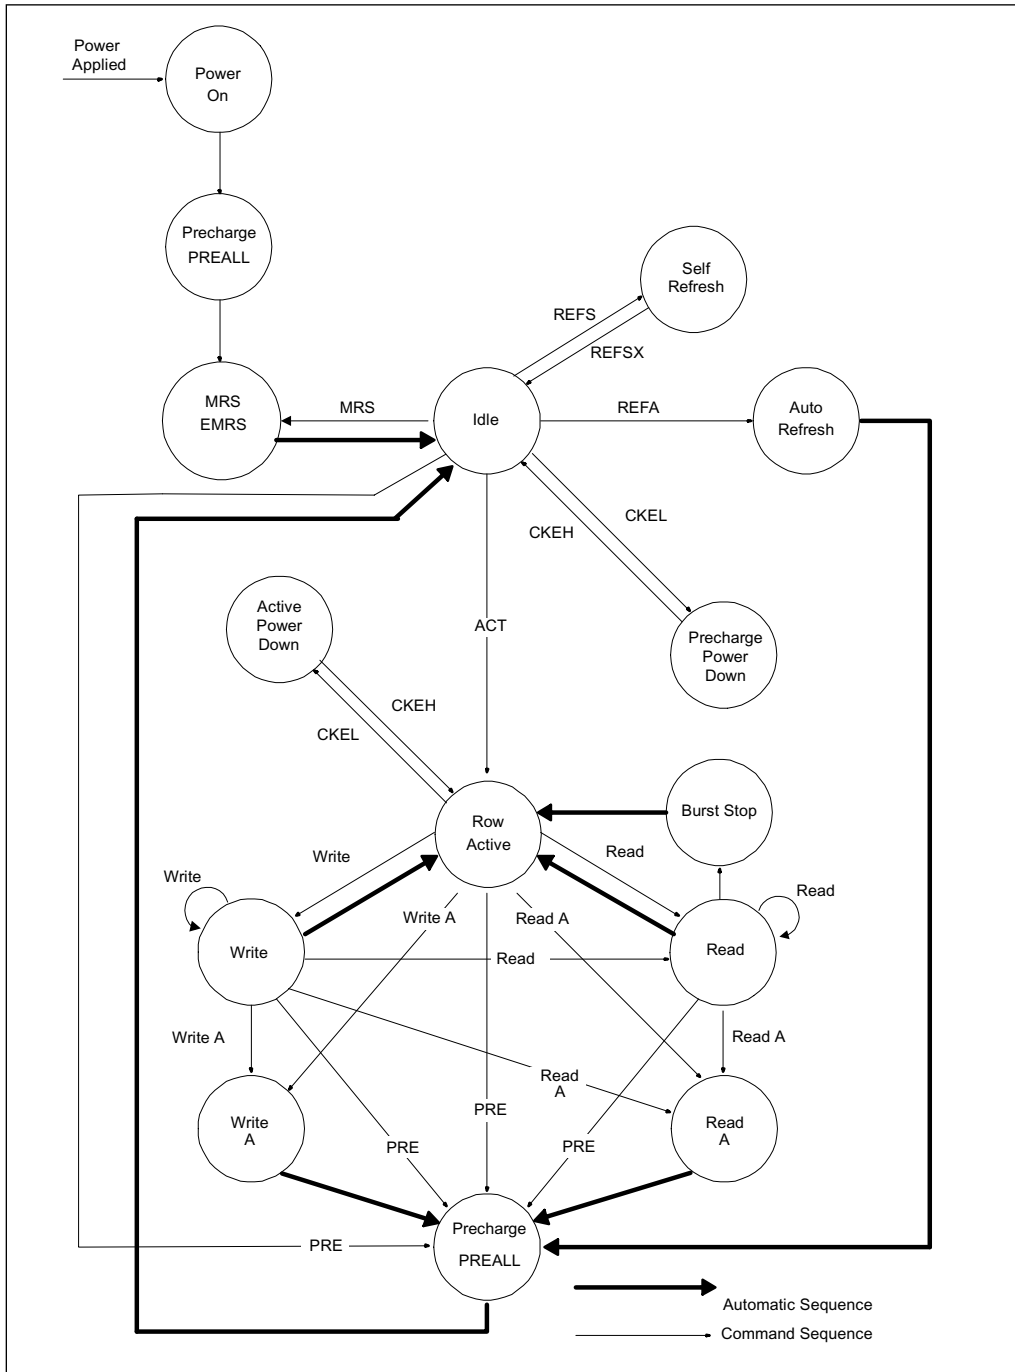 Power
Applied
Power
On
Precharge
PREALL
Self
Refresh
REFS
REFSX
MRS
EMRS
MRS
Idle
REFA
Auto
Refresh
CKEL
CKEH
Active
Power
Down
ACT
Precharge
Power
Down
CKEH
CKEL
Burst Stop
Row
Active
Write
Read
Write
Read
Write A
Read A
Write
Read
Read
Write A
Read A
Read
A
Write
A
PRE
Read
A
PRE
PRE
Precharge
PREALL
PRE
Automatic Sequence
Command Sequence